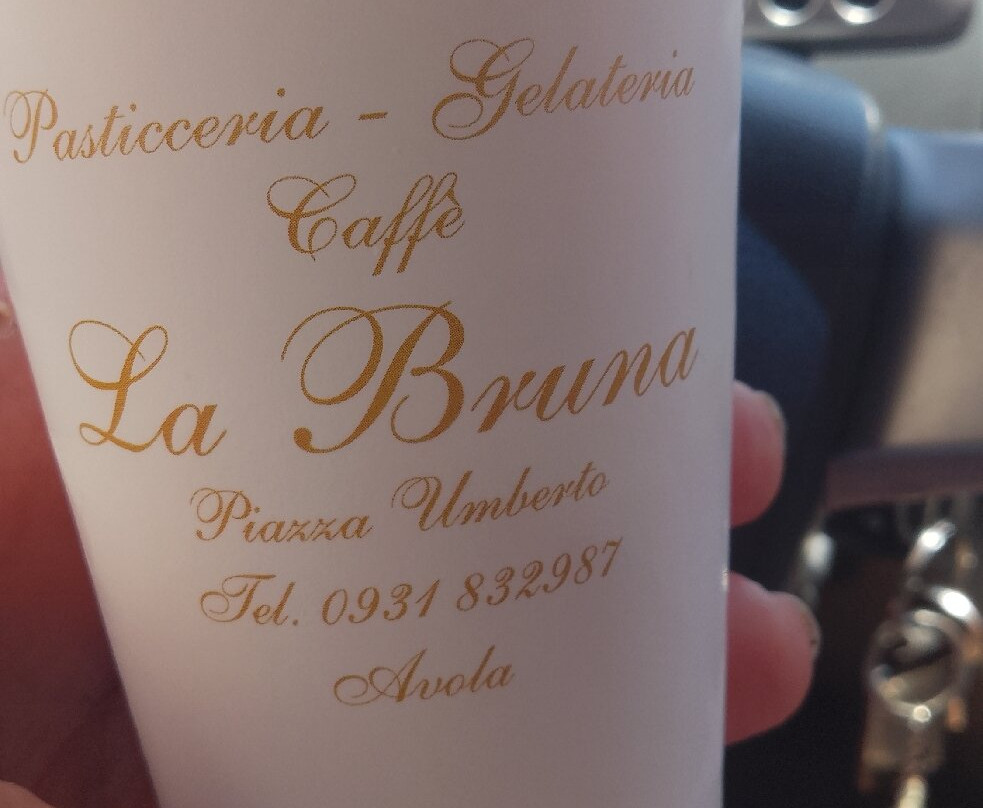 Pasticceria - Gelateria
Caffè
La Bruna
Piazza Umberto
Tel. 0931 832987
Avola